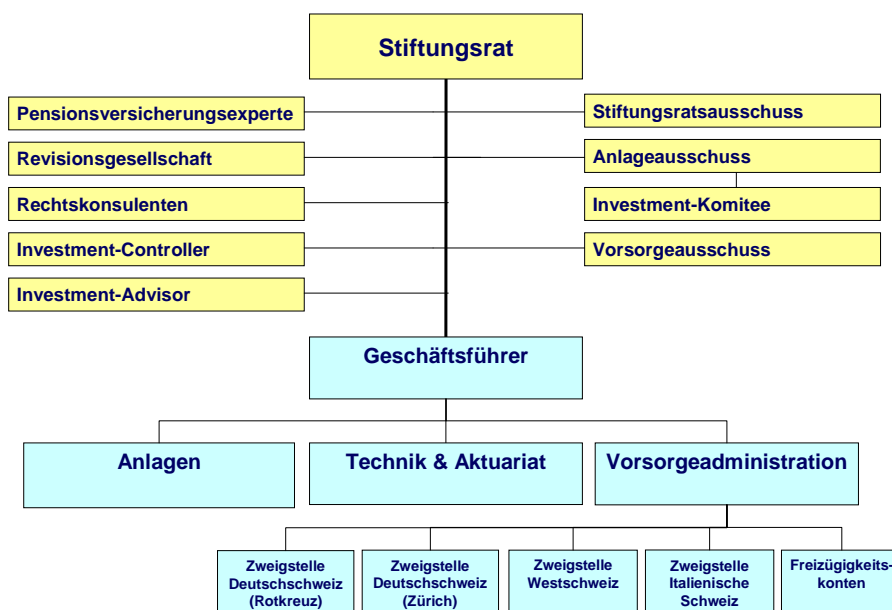 Stiftungsrat
Pensionsversicherungsexperte
Stiftungsratsausschuss
Revisionsgesellschaft
Anlageausschuss
Rechtskonsulenten
Investment-Komitee
Investment-Controller
Vorsorgeausschuss
Investment-Advisor
Geschäftsführer
Anlagen
Technik & Aktuariat
Vorsorgeadministration
Zweigstelle
Deutschschweiz
(Rotkreuz)
Zweigstelle
Deutschschweiz
(Zürich)
Zweigstelle
Westschweiz
Zweigstelle
Italienische
Schweiz
Freizügigkeits-
konten